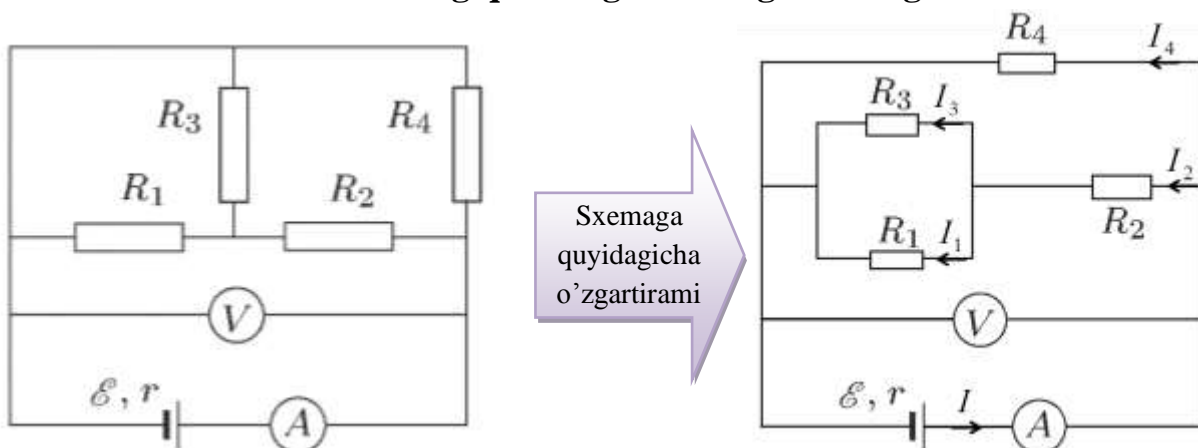 R₃
R₄
R₁
R₂
V
ℰ, r
A
Sxemaga
quyidagicha
o’zgartirami
R₄
I₄
R₃
I₃
I₂
R₁
I₁
R₂
V
ℰ, r
I
A